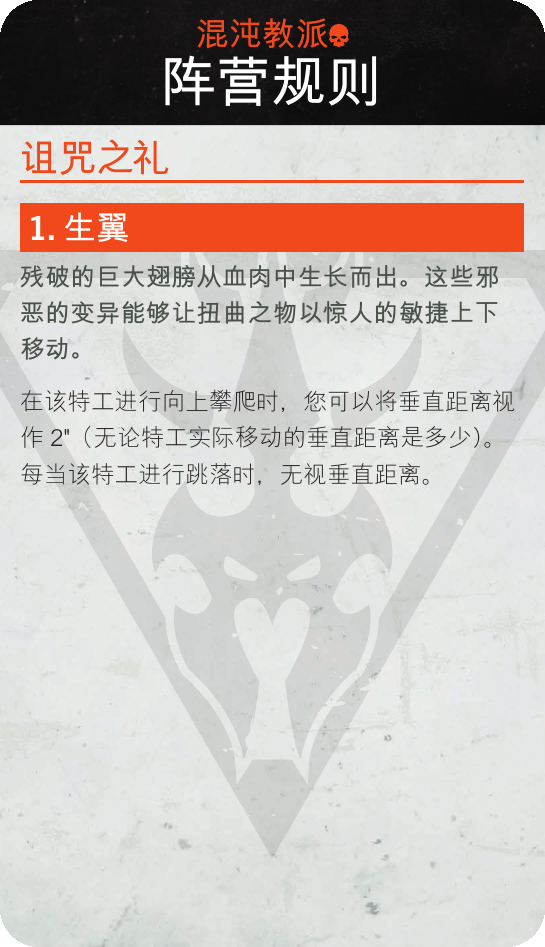 混沌教派
阵营规则
诅咒之礼
1. 生翼
残破的巨大翅膀从血肉中生长而出。这些邪
恶的变异能够让扭曲之物以惊人的敏捷上下
移动。
在该特工进行向上攀爬时，您可以将垂直距离视
作 2"（无论特工实际移动的垂直距离是多少）。
每当该特工进行跳落时，无视垂直距离。